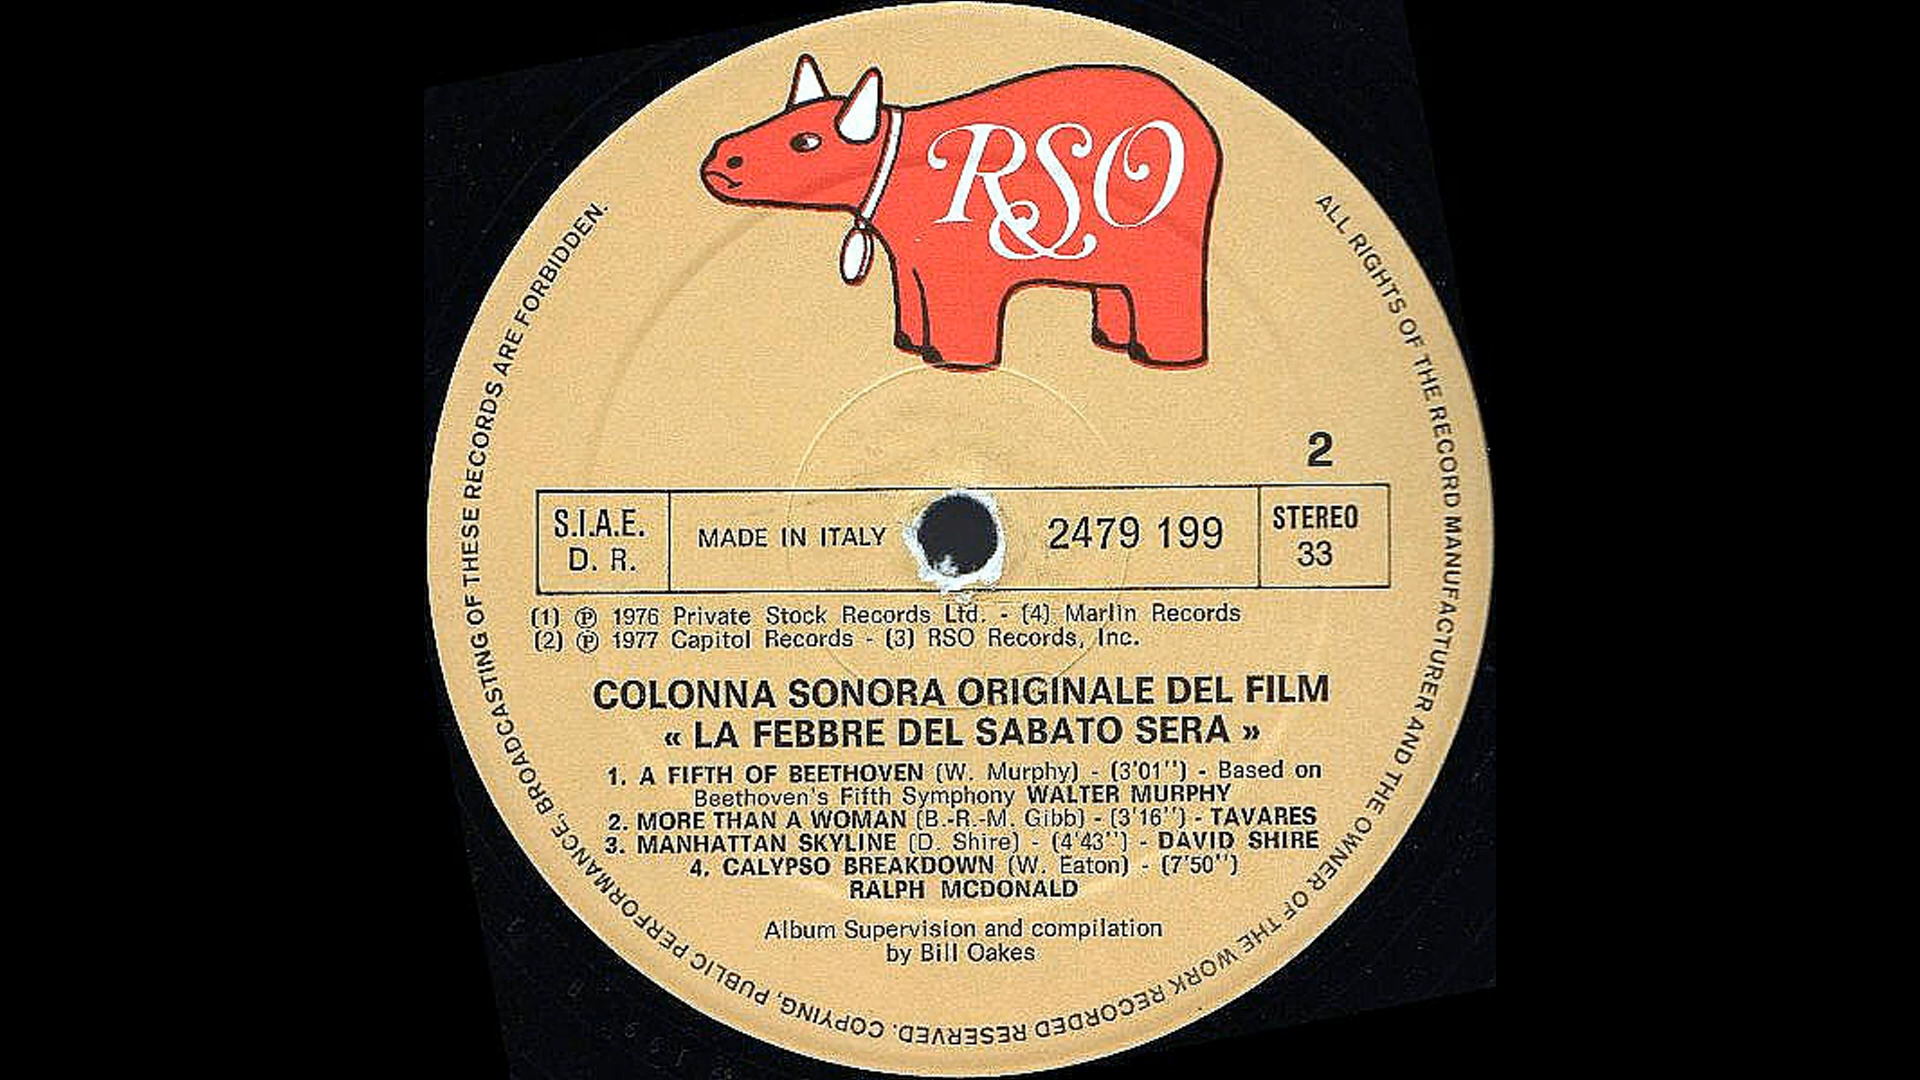 RSO
2
S.I.A.E.
D. R.
MADE IN ITALY
2479 199
STEREO
33
(1) ℗ 1976 Private Stock Records Ltd. - (4) Marlin Records
(2) ℗ 1977 Capitol Records - (3) RSO Records, Inc.
COLONNA SONORA ORIGINALE DEL FILM
« LA FEBBRE DEL SABATO SERA »
1. A FIFTH OF BEETHOVEN (W. Murphy) - (3'01'') - Based on
Beethoven's Fifth Symphony WALTER MURPHY
2. MORE THAN A WOMAN (B.-R.-M. Gibb) - (3'16'') - TAVARES
3. MANHATTAN SKYLINE (D. Shire) - (4'43'') - DAVID SHIRE
4. CALYPSO BREAKDOWN (W. Eaton) - (7'50'')
RALPH MCDONALD
Album Supervision and compilation
by Bill Oakes
ALL RIGHTS OF THE RECORD MANUFACTURER AND THE OWNER OF THE WORK RECORDED RESERVED. COPYING, PUBLIC PERFORMANCE, BROADCASTING OF THESE RECORDS ARE FORBIDDEN.